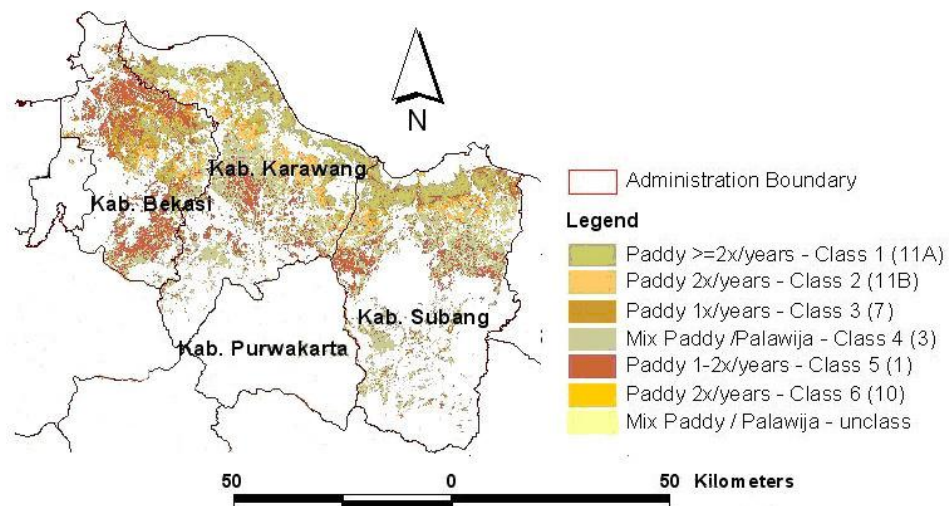 N
Kab. Karawang
Kab. Bekasi
Kab. Subang
Kab. Purwakarta
Administration Boundary
Legend
Paddy >=2x/years - Class 1 (11A)
Paddy 2x/years - Class 2 (11B)
Paddy 1x/years - Class 3 (7)
Mix Paddy /Palawija - Class 4 (3)
Paddy 1-2x/years - Class 5 (1)
Paddy 2x/years - Class 6 (10)
Mix Paddy / Palawija - unclass
50 0 50 Kilometers